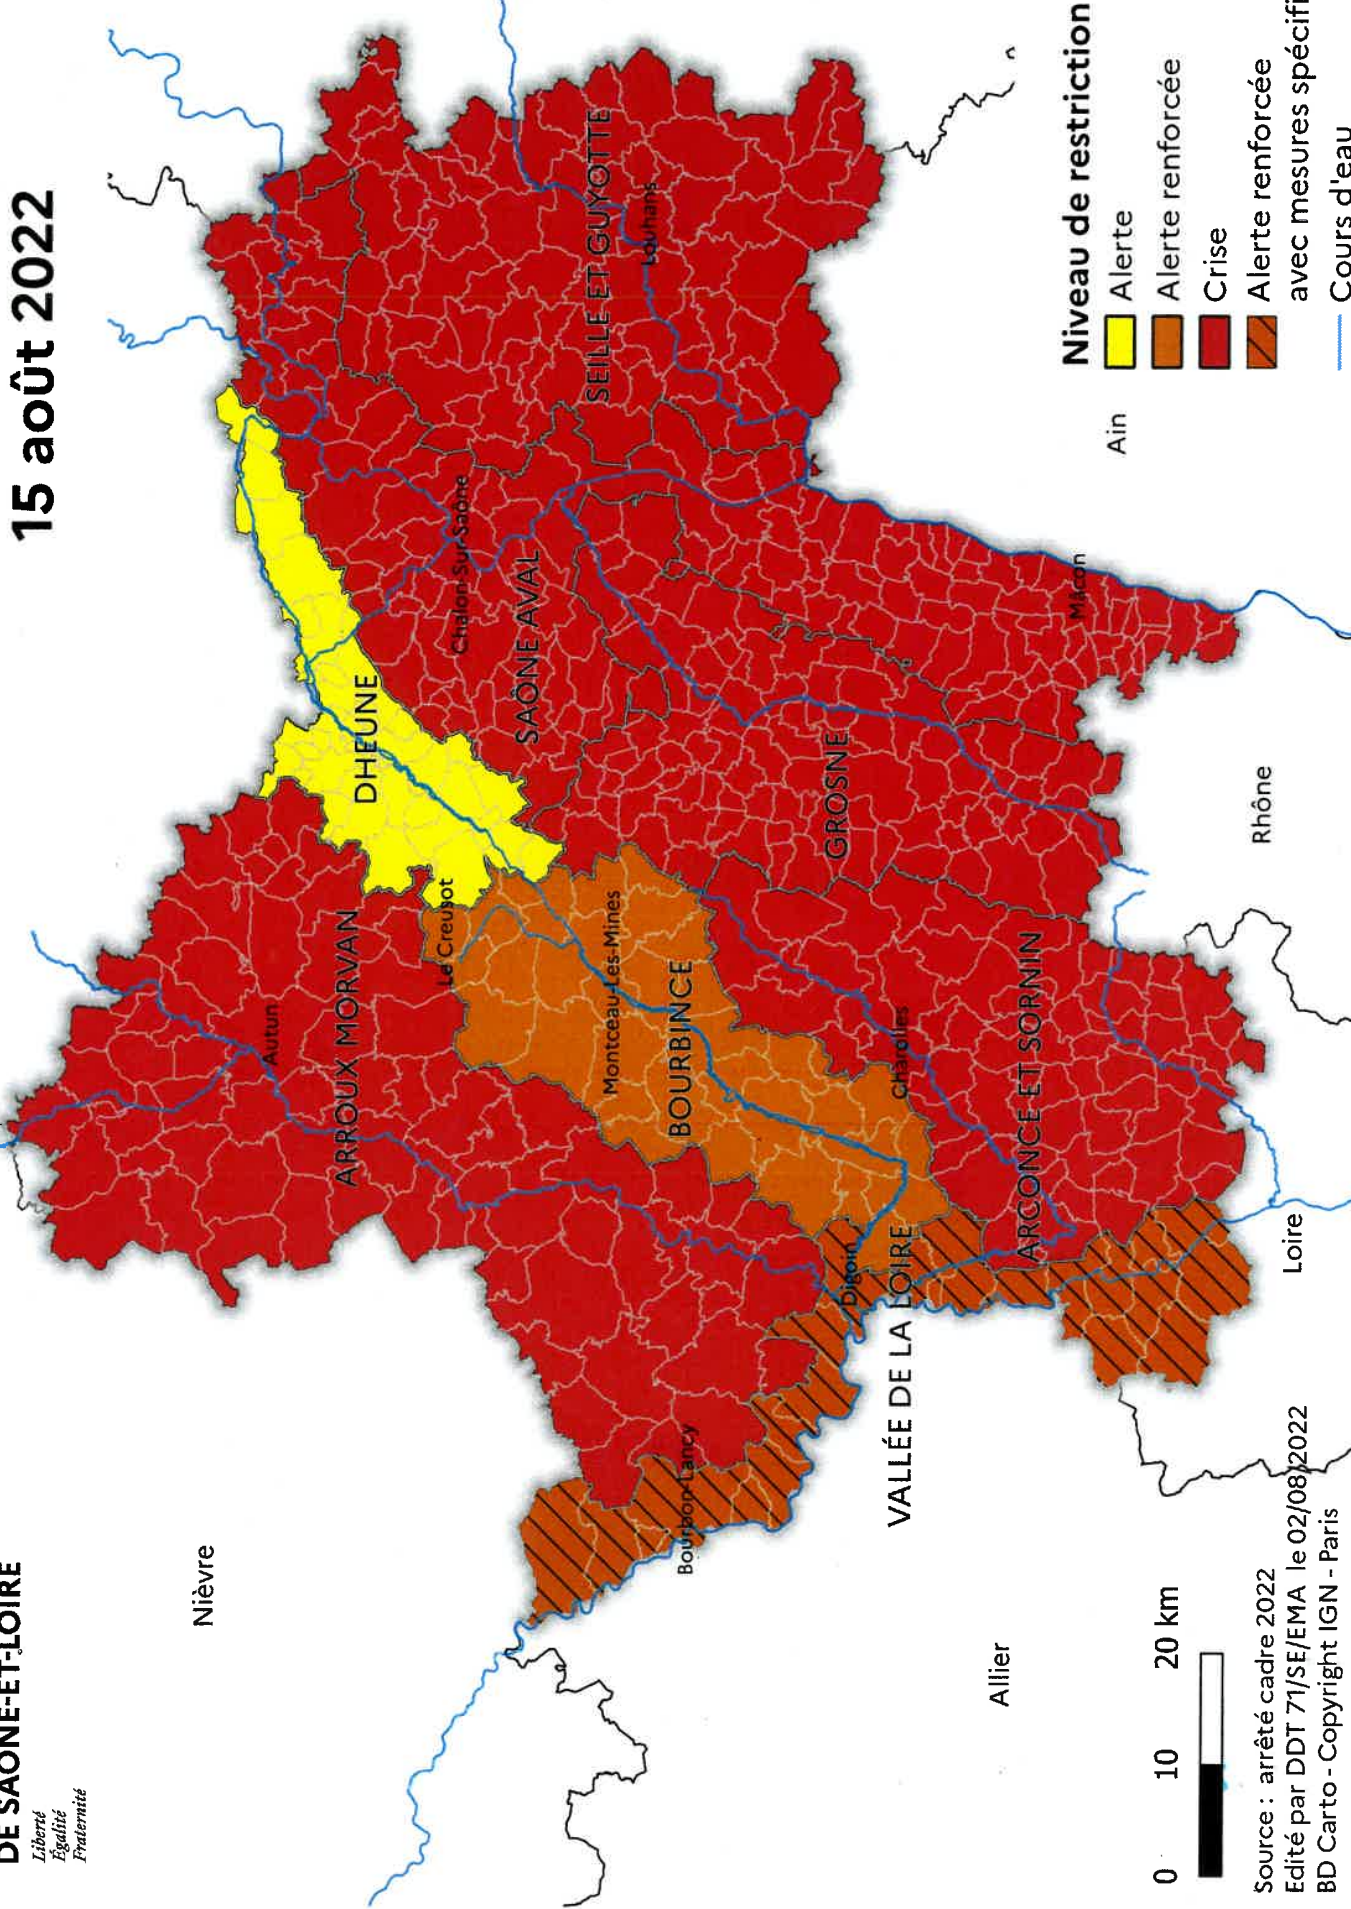 DE SAÔNE-ET-LOIRE
Liberté
Égalité
Fraternité
15 août 2022
Nièvre
Autun
ARROUX MORVAN
DHEUNE
Le Creusot
Chalon-Sur-Saône
SAÔNE AVAL
SEILLE ET GUYOTTE
Louhans
Montceau-Les-Mines
BOURBINCE
Bourbon-Lancy
GROSNE
Digoin
Charolles
VALLÉE DE LA LOIRE
ARCONCE ET SORNIN
Mâcon
Allier
Loire
Rhône
Ain
Niveau de restriction
Alerte
Alerte renforcée
Crise
Alerte renforcée
avec mesures spécifi
Cours d'eau
0 10 20 km
Source : arrêté cadre 2022
Edité par DDT 71/SE/EMA le 02/08/2022
BD Carto - Copyright IGN - Paris